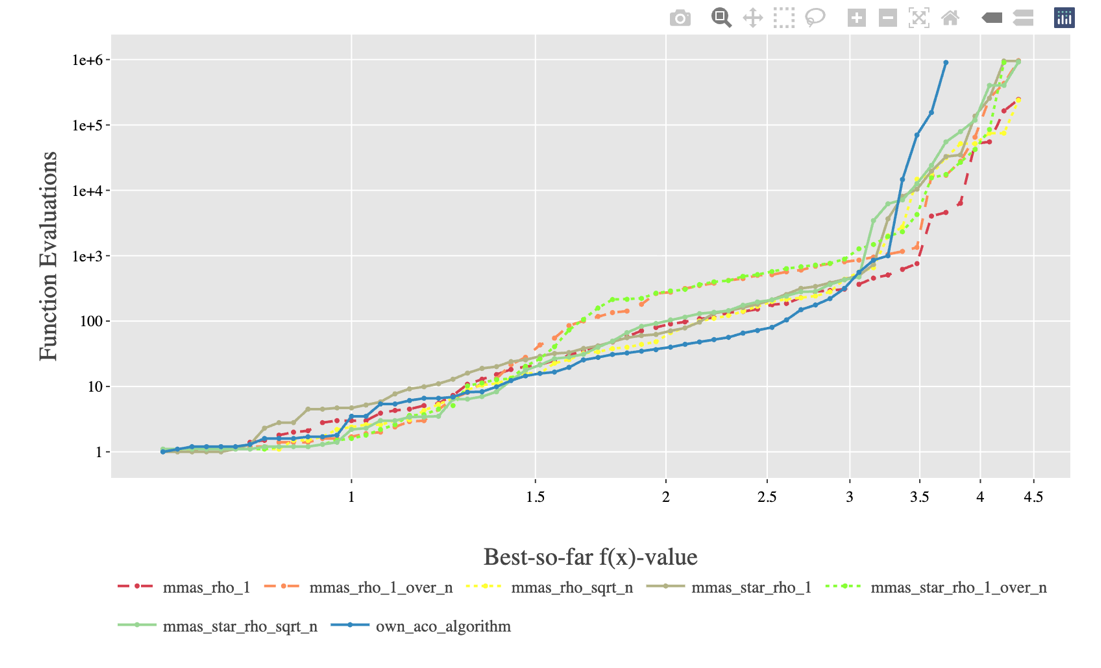 1e+6
1e+5
1e+4
1e+3
100
10
1
Function Evaluations
1 1.5 2 2.5 3 3.5 4 4.5
Best-so-far f(x)-value
mmas_rho_1 mmas_rho_1_over_n mmas_rho_sqrt_n mmas_star_rho_1 mmas_star_rho_1_over_n
mmas_star_rho_sqrt_n own_aco_algorithm